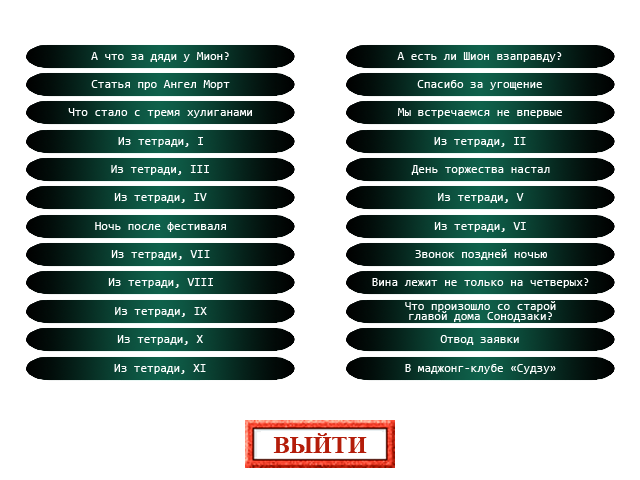 А что за дяди у Мион?
А есть ли Шион взаправду?
Статья про Ангел Морт
Спасибо за угощение
Что стало с тремя хулиганами
Мы встречаемся не впервые
Из тетради, I
Из тетради, II
Из тетради, III
День торжества настал
Из тетради, IV
Из тетради, V
Ночь после фестиваля
Из тетради, VI
Из тетради, VII
Звонок поздней ночью
Из тетради, VIII
Вина лежит не только на четверых?
Из тетради, IX
Что произошло со старой
главой дома Сонодзаки?
Из тетради, X
Отвод заявки
Из тетради, XI
В маджонг-клубе «Судзу»
ВЫЙТИ